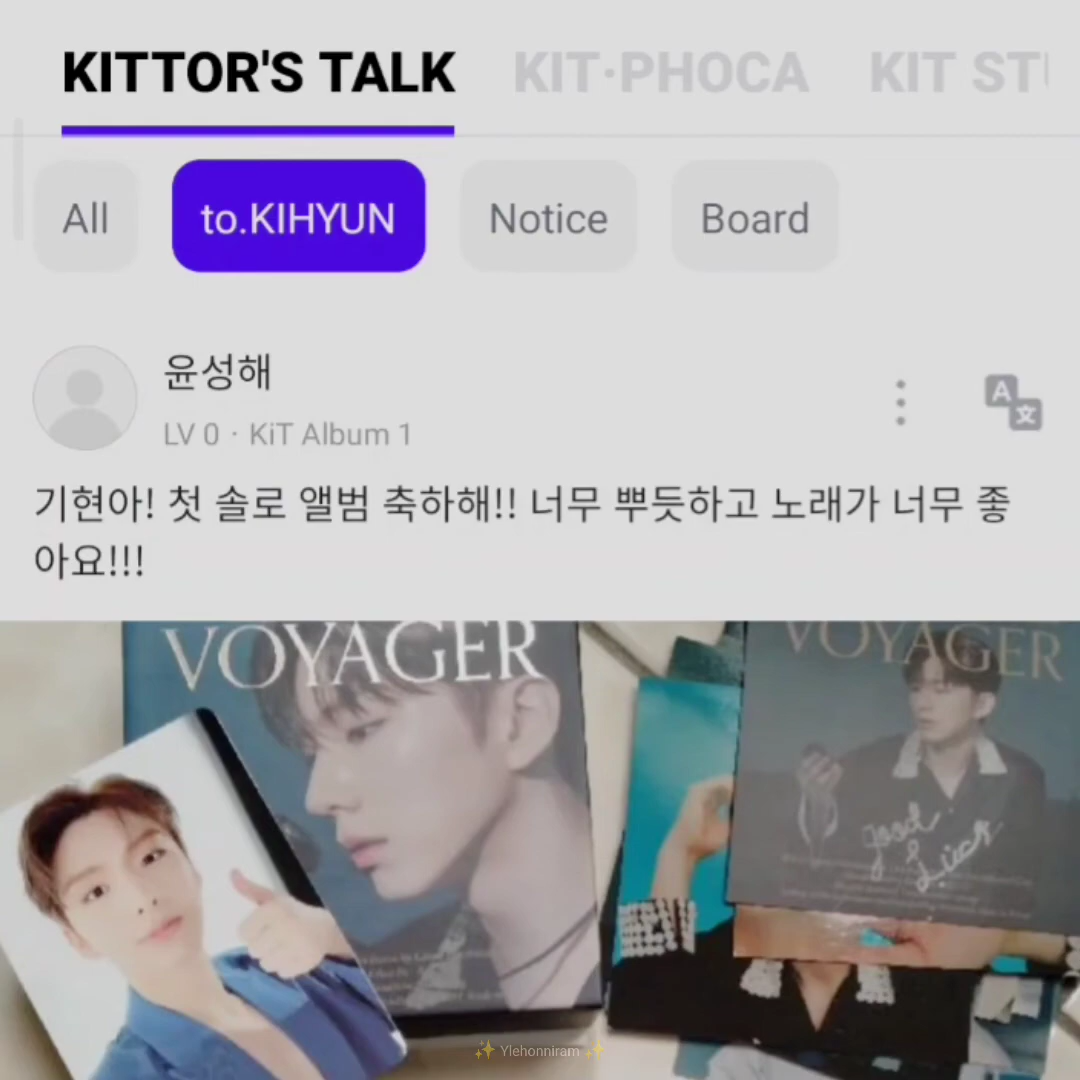 KITTOR'S TALK KIT·PHOCA KIT
All to.KIHYUN Notice Board
윤성해
LV 0 · KiT Album 1
기현아! 첫 솔로 앨범 축하해!! 너무 뿌듯하고 노래가 너무 좋
아요!!!
VOYAGER
VOYAGER
good
Luck
✨ Ylehonniram ✨